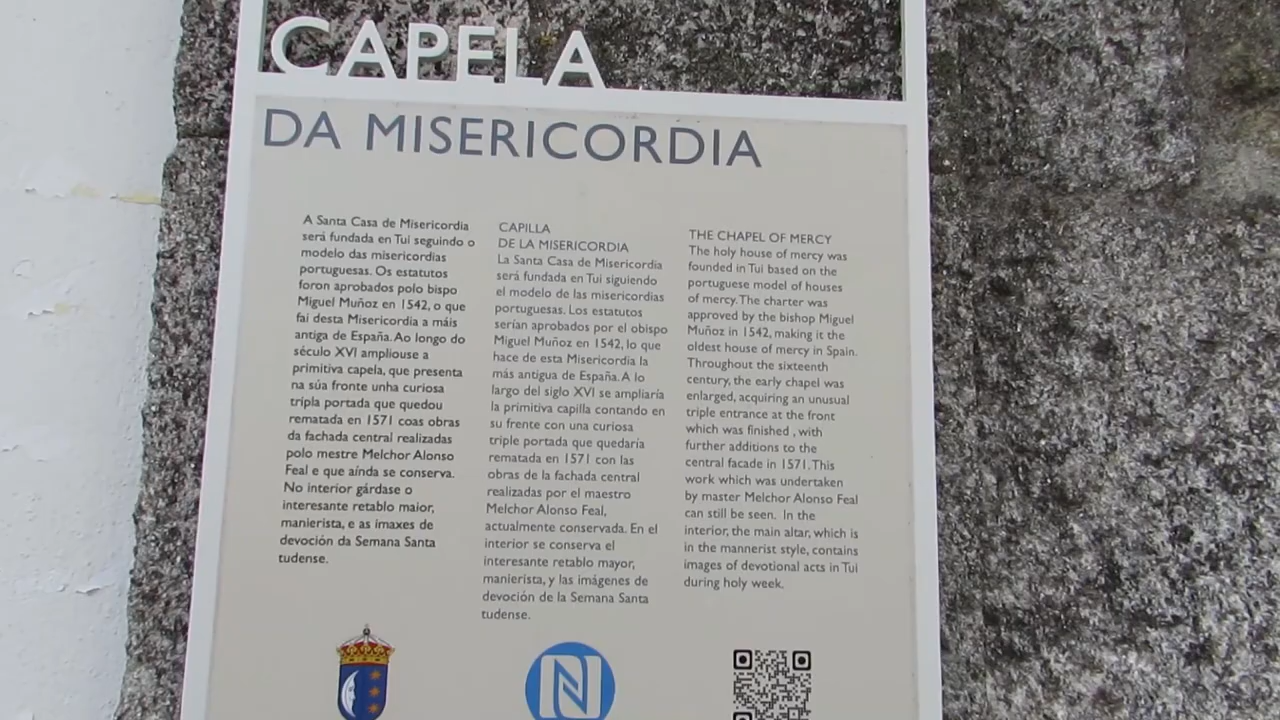 CAPELA
DA MISERICORDIA
A Santa Casa de Misericordia
será fundada en Tui seguindo o
modelo das misericordias
portuguesas. Os estatutos
foron aprobados polo bispo
Miguel Muñoz en 1542, o que
fai desta Misericordia a máis
antiga de España. Ao longo do
século XVI ampliouse a
primitiva capela, que presenta
na súa fronte unha curiosa
tripla portada que quedou
rematada en 1571 coas obras
da fachada central realizadas
polo mestre Melchor Alonso
Feal e que aínda se conserva.
No interior gárdase o
interesante retablo maior,
manierista, e as imaxes de
devoción da Semana Santa
tudense.
CAPILLA
DE LA MISERICORDIA
La Santa Casa de Misericordia
será fundada en Tui siguiendo
el modelo de las misericordias
portuguesas. Los estatutos
serían aprobados por el obispo
Miguel Muñoz en 1542, lo que
hace de esta Misericordia la
más antigua de España. A lo
largo del siglo XVI se ampliaría
la primitiva capilla contando en
su frente con una curiosa
triple portada que quedaría
rematada en 1571 con las
obras de la fachada central
realizadas por el maestro
Melchor Alonso Feal,
actualmente conservada. En el
interior se conserva el
interesante retablo mayor,
manierista, y las imágenes de
devoción de la Semana Santa
tudense.
THE CHAPEL OF MERCY
The holy house of mercy was
founded in Tui based on the
portuguese model of houses
of mercy. The charter was
approved by the bishop Miguel
Muñoz in 1542, making it the
oldest house of mercy in Spain.
Throughout the sixteenth
century, the early chapel was
enlarged, acquiring an unusual
triple entrance at the front
which was finished , with
further additions to the
central facade in 1571. This
work which was undertaken
by master Melchor Alonso Feal
can still be seen. In the
interior, the main altar, which is
in the mannerist style, contains
images of devotional acts in Tui
during holy week.